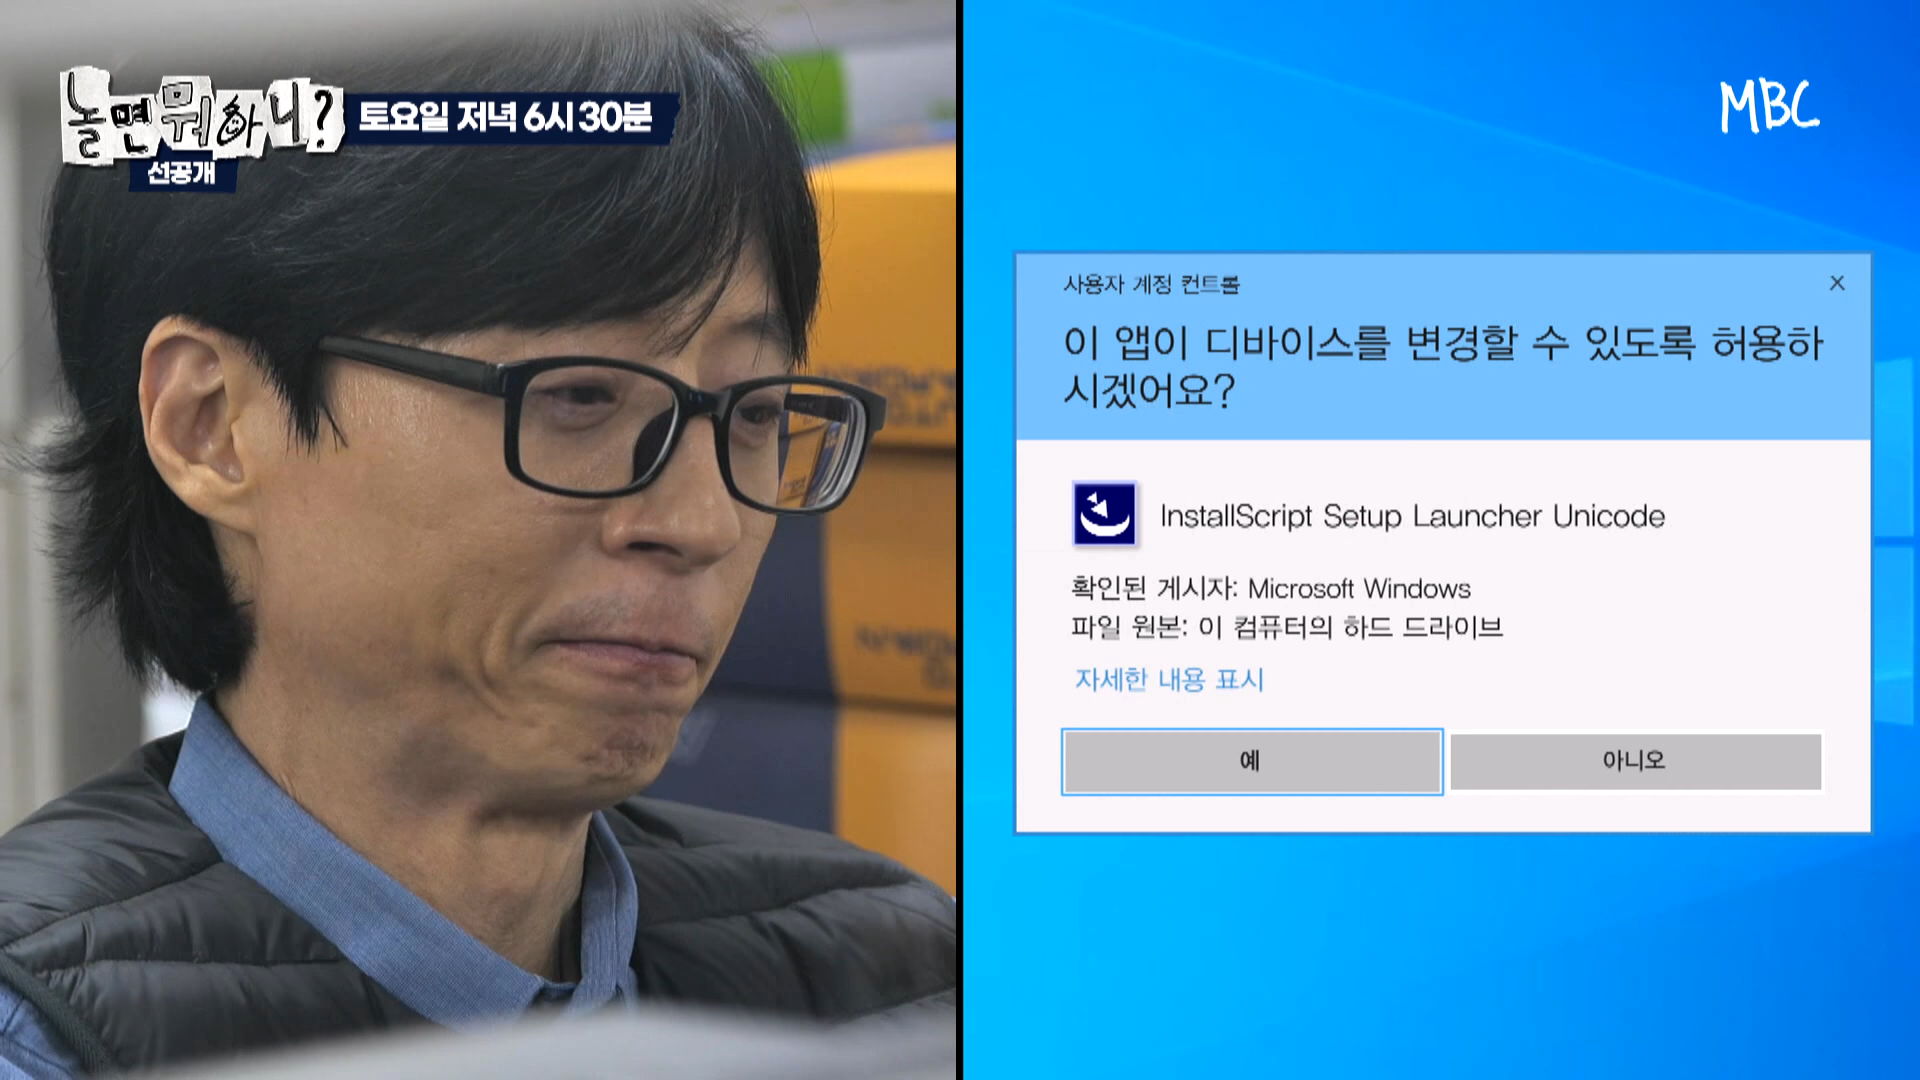 놀면 뭐하니?
토요일 저녁 6시 30분
선공개
MBC
사용자 계정 컨트롤
이 앱이 디바이스를 변경할 수 있도록 허용하
시겠어요?
InstallScript Setup Launcher Unicode
확인된 게시자: Microsoft Windows
파일 원본: 이 컴퓨터의 하드 드라이브
자세한 내용 표시
예
아니오